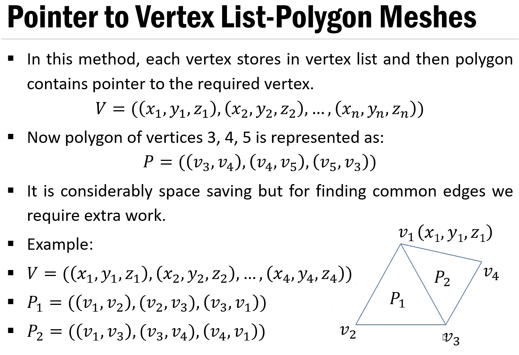 Pointer to Vertex List-Polygon Meshes
▪ In this method, each vertex stores in vertex list and then polygon
contains pointer to the required vertex.
V = ((x₁, y₁, z₁), (x₂, y₂, z₂), … , (xₙ, yₙ, zₙ))
▪ Now polygon of vertices 3, 4, 5 is represented as:
P = ((v₃, v₄), (v₄, v₅), (v₅, v₃))
▪ It is considerably space saving but for finding common edges we
require extra work.
▪ Example:
▪ V = ((x₁, y₁, z₁), (x₂, y₂, z₂), … , (x₄, y₄, z₄))
▪ P₁ = ((v₁, v₂), (v₂, v₃), (v₃, v₁))
▪ P₂ = ((v₁, v₃), (v₃, v₄), (v₄, v₁))
v₁(x₁, y₁, z₁)
P₂
v₄
P₁
v₂
v₃